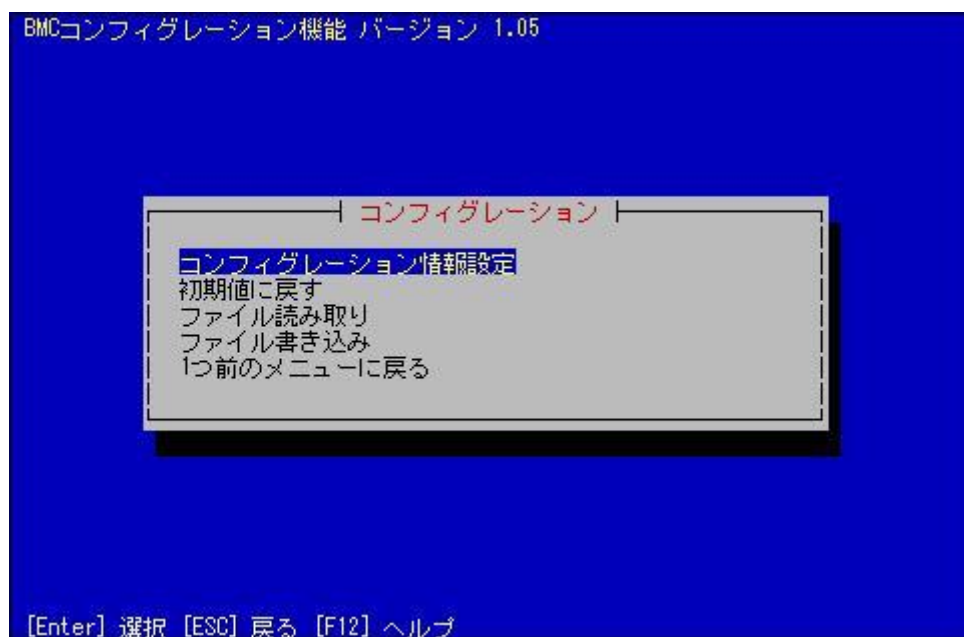 BMCコンフィグレーション機能 バージョン 1.05
コンフィグレーション
コンフィグレーション情報設定
初期値に戻す
ファイル読み取り
ファイル書き込み
1つ前のメニューに戻る
[Enter] 選択 [ESC] 戻る [F12] ヘルプ